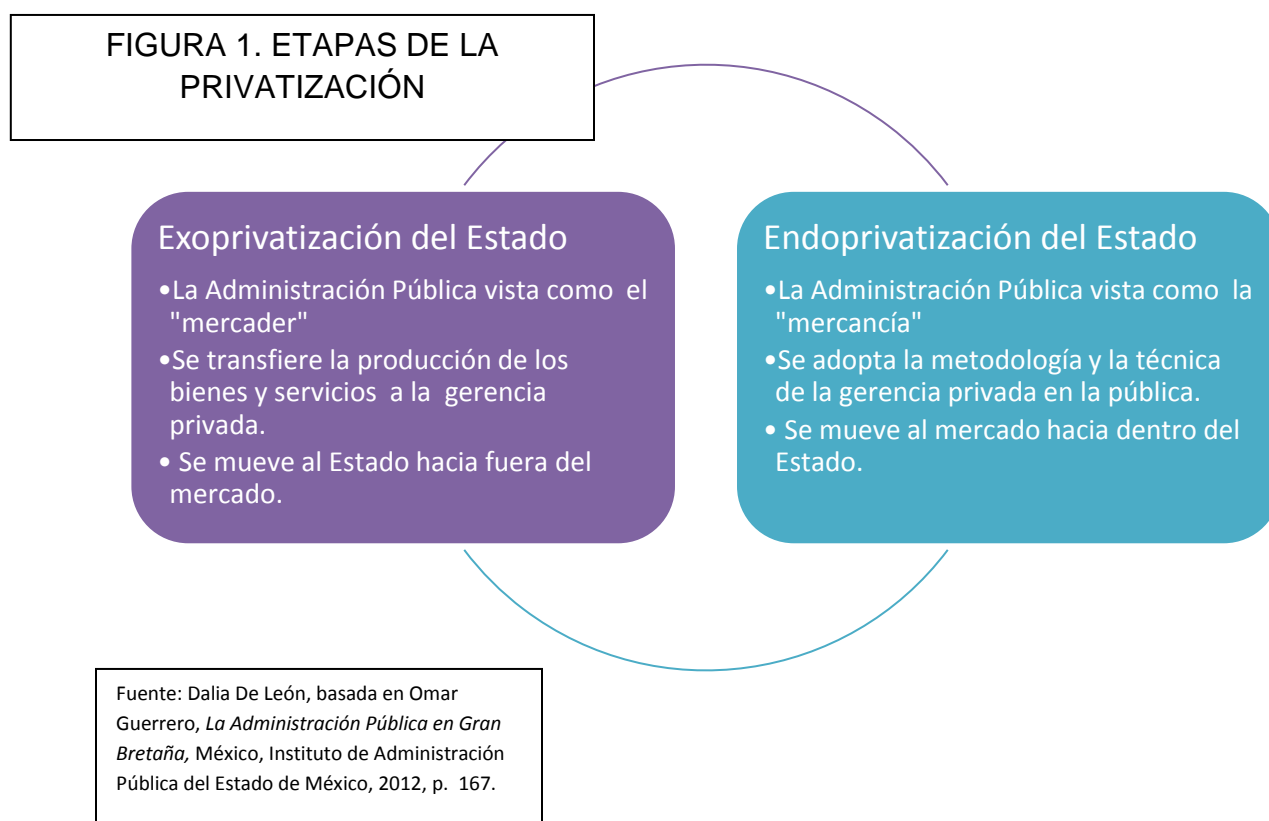 FIGURA 1. ETAPAS DE LA
PRIVATIZACIÓN
Exoprivatización del Estado
•La Administración Pública vista como el
"mercader"
•Se transfiere la producción de los
bienes y servicios a la gerencia
privada.
• Se mueve al Estado hacia fuera del
mercado.
Endoprivatización del Estado
•La Administración Pública vista como la
"mercancía"
•Se adopta la metodología y la técnica
de la gerencia privada en la pública.
• Se mueve al mercado hacia dentro del
Estado.
Fuente: Dalia De León, basada en Omar
Guerrero, La Administración Pública en Gran
Bretaña, México, Instituto de Administración
Pública del Estado de México, 2012, p. 167.